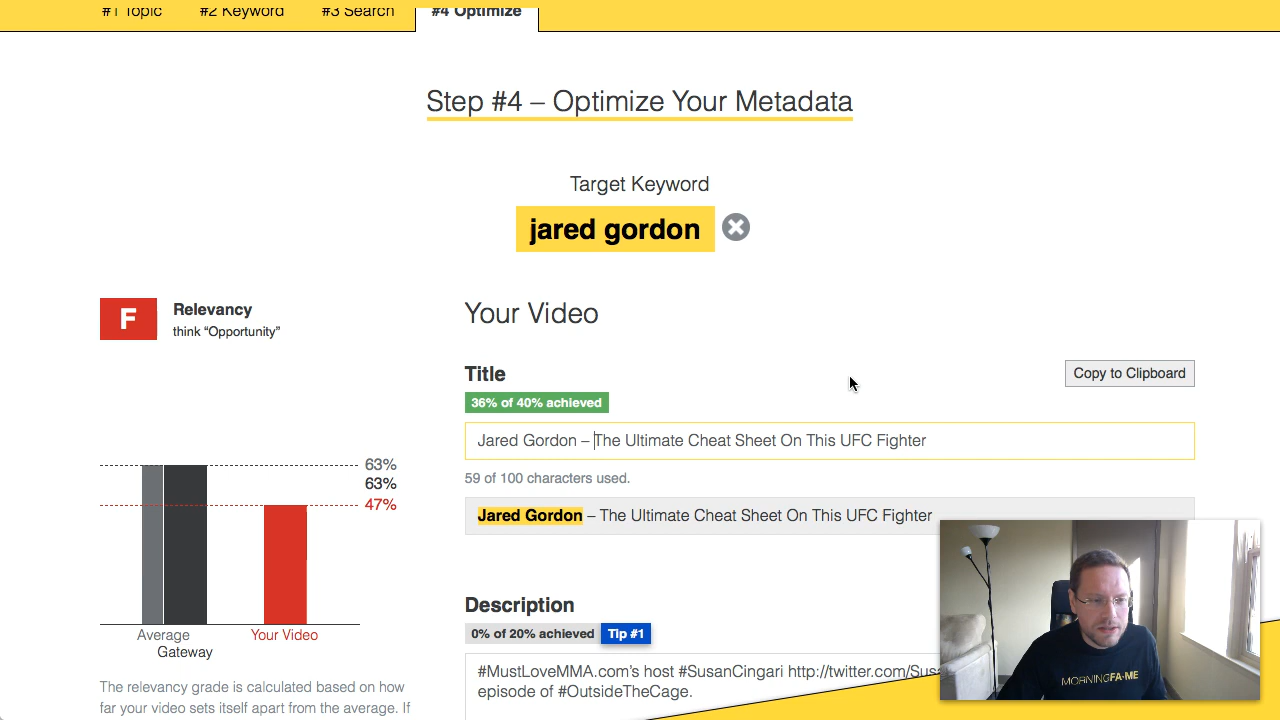 #1 Topic #2 Keyword #3 Search #4 Optimize
Step #4 – Optimize Your Metadata
Target Keyword
jared gordon
F
Relevancy
think “Opportunity”
63%
63%
47%
Average
Gateway
Your Video
The relevancy grade is calculated based on how
far your video sets itself apart from the average. If
Your Video
Title
Copy to Clipboard
36% of 40% achieved
Jared Gordon – The Ultimate Cheat Sheet On This UFC Fighter
59 of 100 characters used.
Jared Gordon – The Ultimate Cheat Sheet On This UFC Fighter
Description
0% of 20% achieved Tip #1
#MustLoveMMA.com’s host #SusanCingari http://twitter.com/Susa
episode of #OutsideTheCage.
MORNINGFA-ME